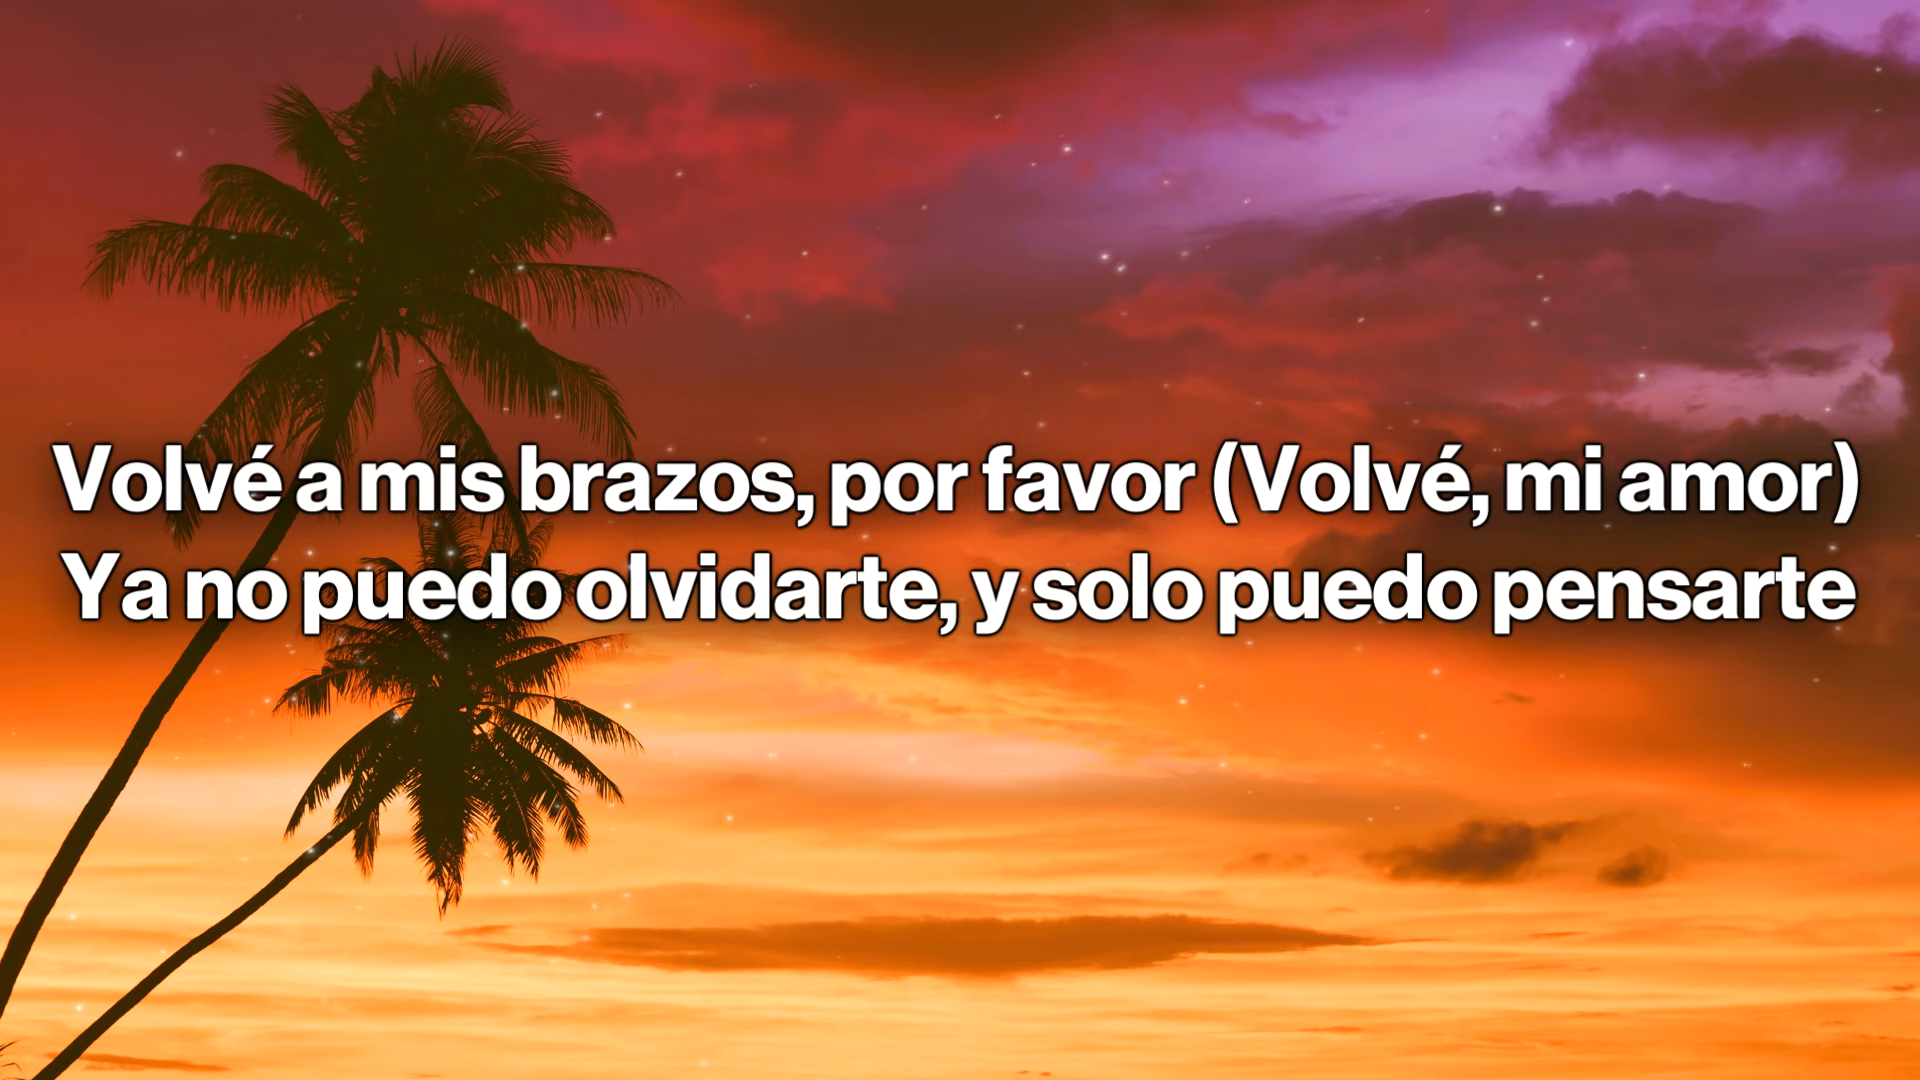 Volvé a mis brazos, por favor (Volvé, mi amor)
Ya no puedo olvidarte, y solo puedo pensarte